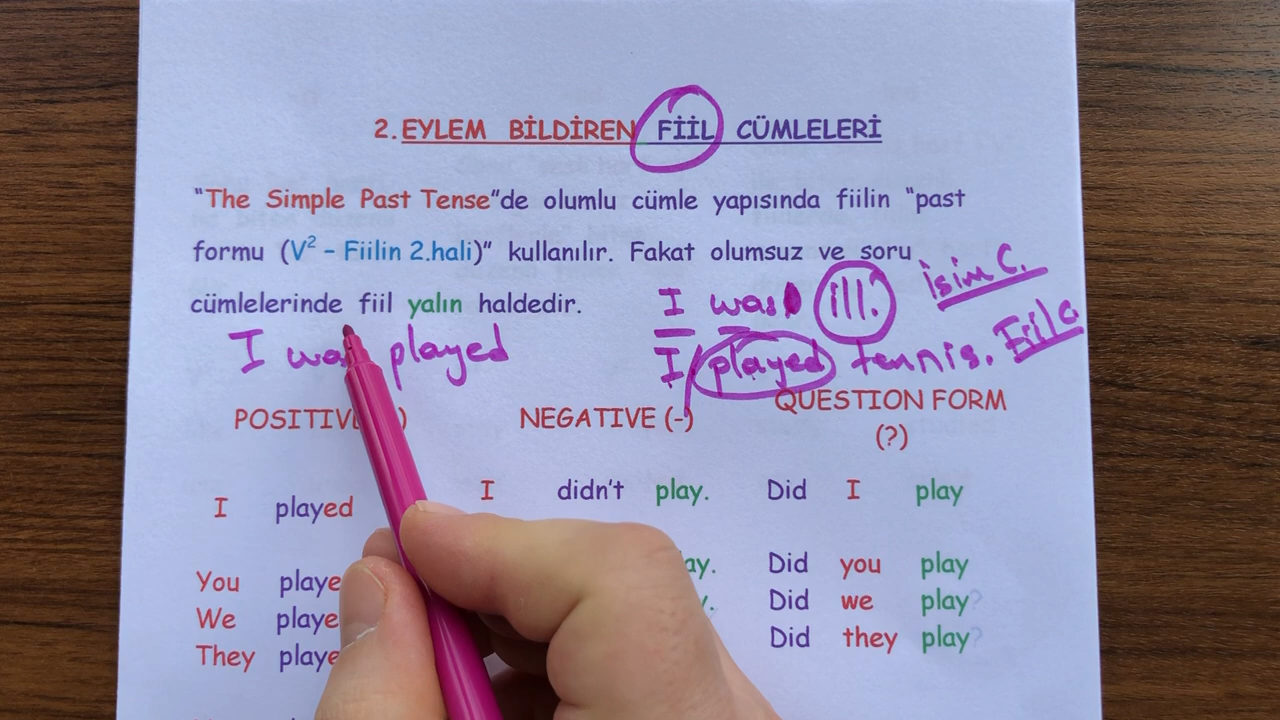 2. EYLEM BİLDİREN FİİL CÜMLELERİ
"The Simple Past Tense"de olumlu cümle yapısında fiilin "past
formu (V² – Fiilin 2.hali)" kullanılır. Fakat olumsuz ve soru
cümlelerinde fiil yalın haldedir.
I was ill. İsim C.
I played tennis. Fiil C
I was played
POSITIVE
NEGATIVE (-)
QUESTION FORM
(?)
I played
I didn't play.
Did I play
You
Did you play
We
Did we play?
They
Did they play?